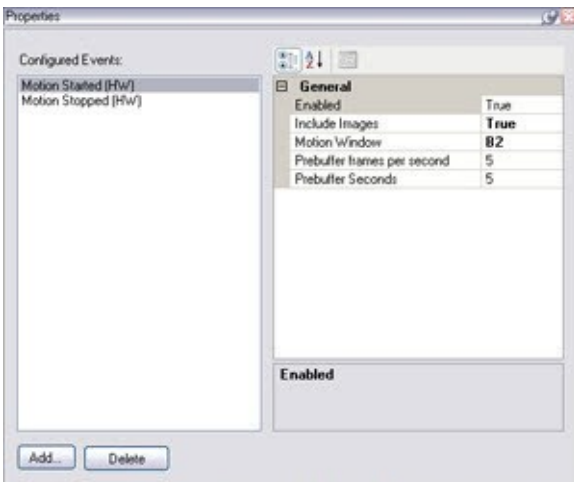 Properties
Configured Events:
Motion Started (HW)
Motion Stopped (HW)
General
Enabled True
Include Images True
Motion Window B2
Prebuffer frames per second 5
Prebuffer Seconds 5
Enabled
Add... Delete